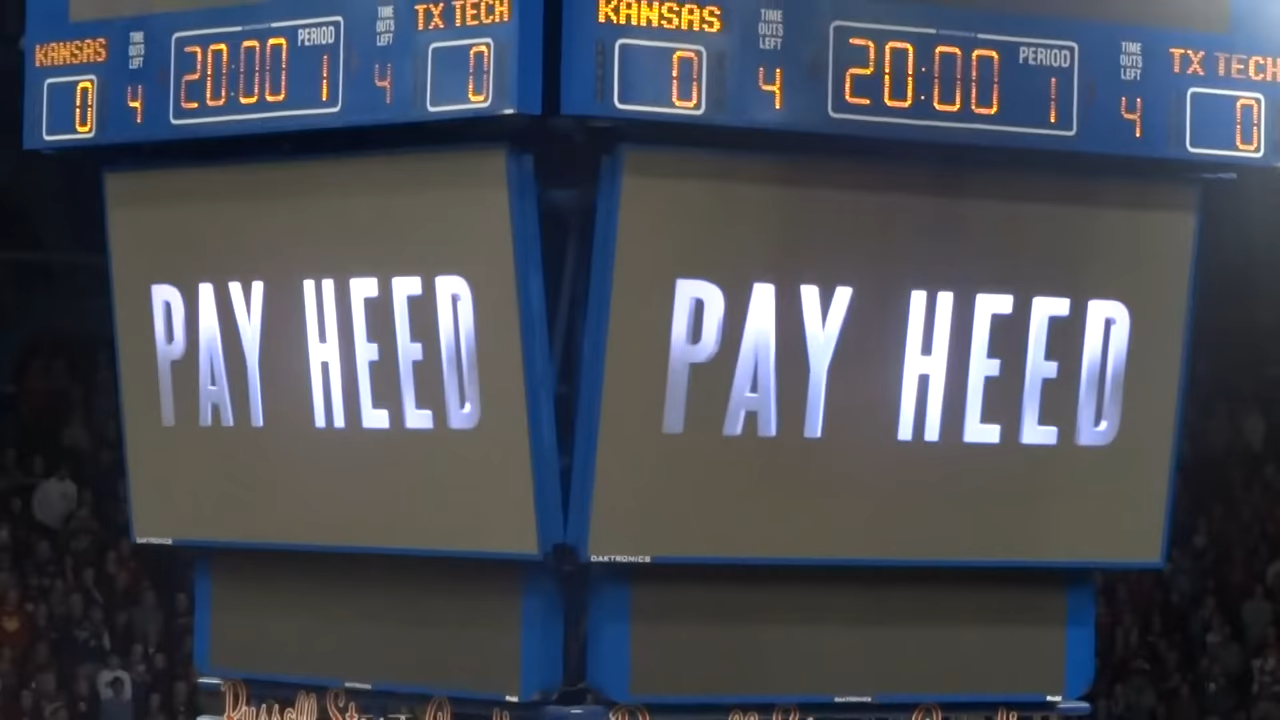 KANSAS
TIME OUTS LEFT
20:00
PERIOD
1
TX TECH
0
4
4
0
KANSAS
TIME OUTS LEFT
20:00
PERIOD
1
TIME OUTS LEFT
TX TECH
0
4
4
0
TIME OUTS LEFT
PAY HEED
PAY HEED
DAKTRONICS
DAKTRONICS
Russell